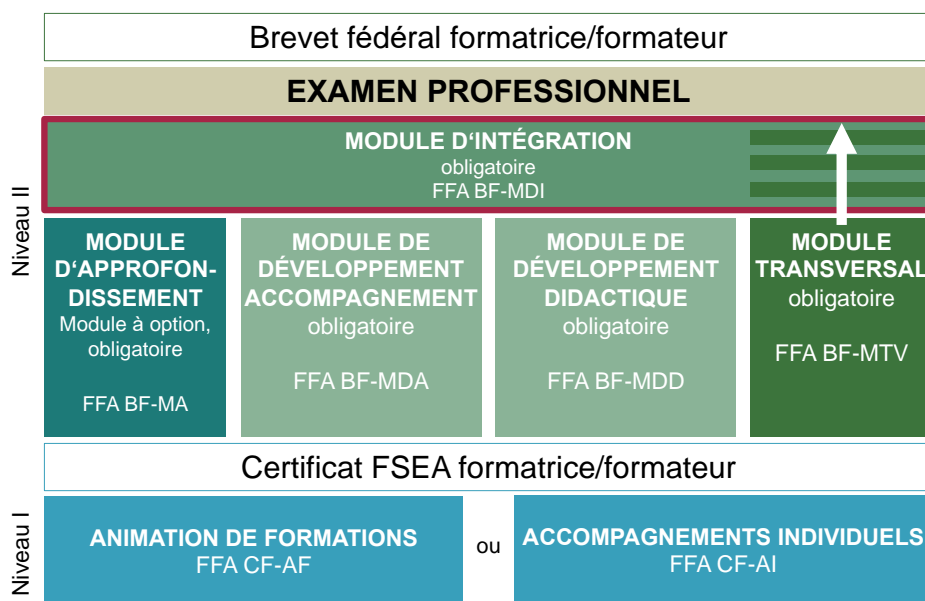 Brevet fédéral formatrice/formateur
EXAMEN PROFESSIONNEL
MODULE D‘INTÉGRATION
obligatoire
FFA BF-MDI
Niveau II
MODULE
D‘APPROFON-
DISSEMENT
Module à option,
obligatoire
FFA BF-MA
MODULE DE
DÉVELOPPEMENT
ACCOMPAGNEMENT
obligatoire
FFA BF-MDA
MODULE DE
DÉVELOPPEMENT
DIDACTIQUE
obligatoire
FFA BF-MDD
MODULE
TRANSVERSAL
obligatoire
FFA BF-MTV
Certificat FSEA formatrice/formateur
Niveau I
ANIMATION DE FORMATIONS
FFA CF-AF
ou
ACCOMPAGNEMENTS INDIVIDUELS
FFA CF-AI